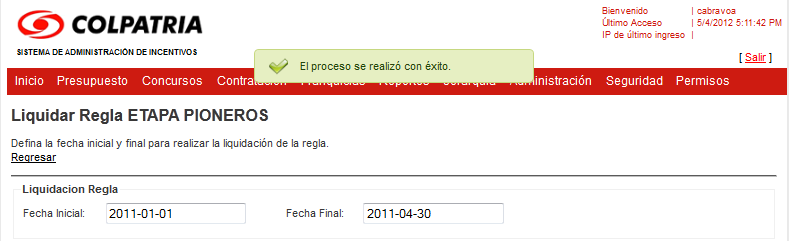 COLPATRIA
SISTEMA DE ADMINISTRACIÓN DE INCENTIVOS
Bienvenido | cabravoa
Último Acceso | 5/4/2012 5:11:42 PM
IP de último ingreso |
[ Salir ]
El proceso se realizó con éxito.
Inicio Presupuesto Concursos Contratación Franquicias Reportes Jerarquía Administración Seguridad Permisos
Liquidar Regla ETAPA PIONEROS
Defina la fecha inicial y final para realizar la liquidación de la regla.
Regresar
Liquidacion Regla
Fecha Inicial: 2011-01-01 Fecha Final: 2011-04-30